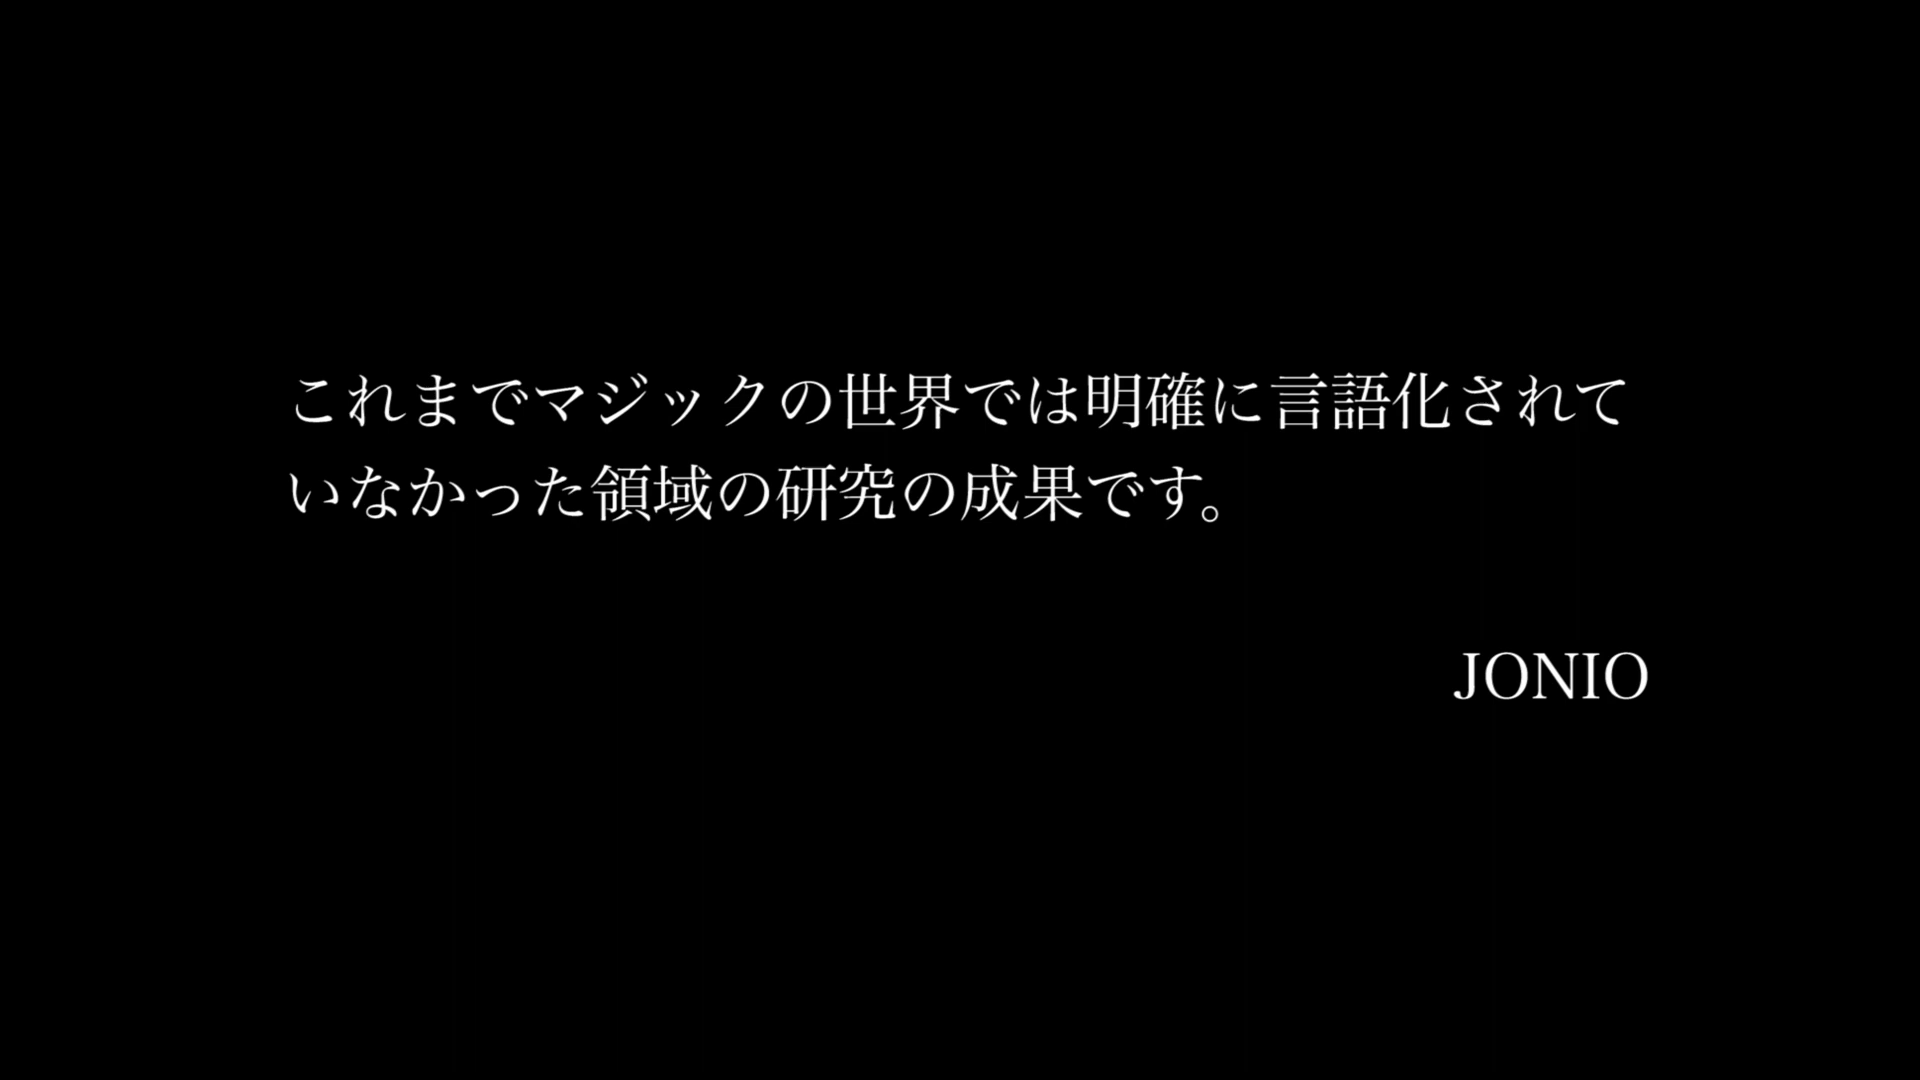 これまでマジックの世界では明確に言語化されて
いなかった領域の研究の成果です。
JONIO